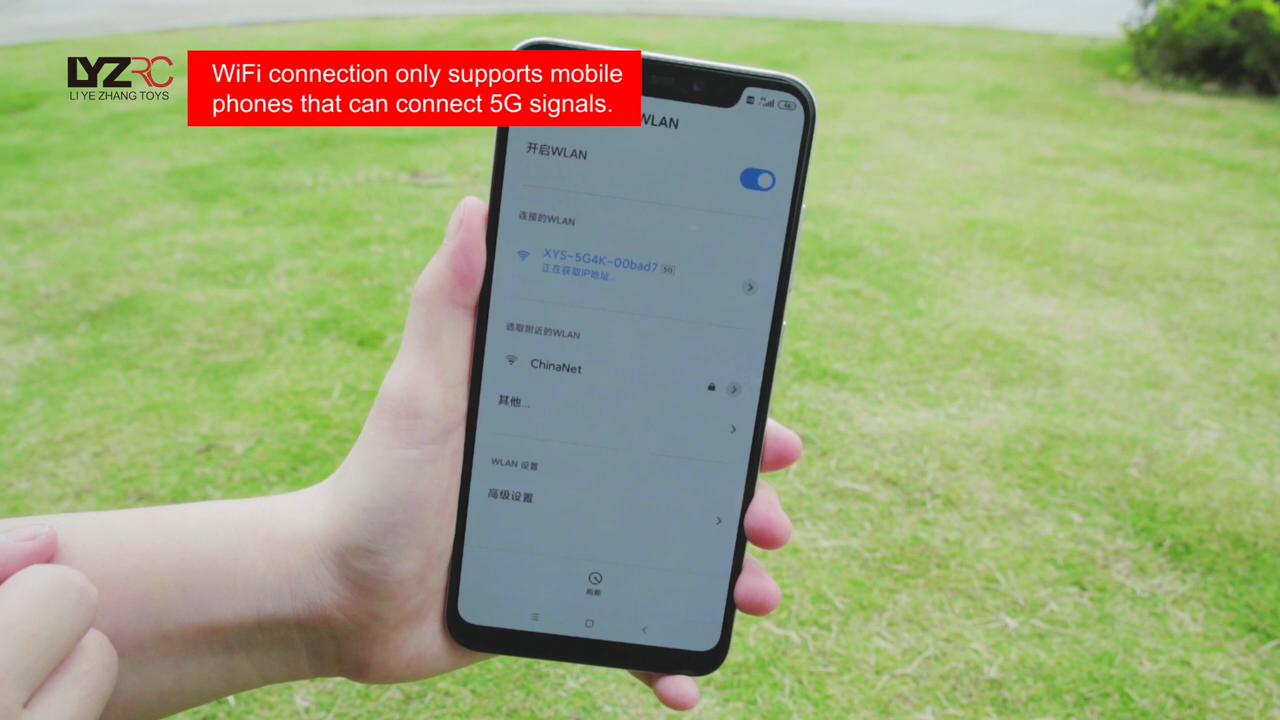 LYZRC
LI YE ZHANG TOYS
WiFi connection only supports mobile
phones that can connect 5G signals.
WLAN
开启WLAN
连接的WLAN
XYS-5G4K-00bad7 5G
正在获取IP地址...
选取附近的WLAN
ChinaNet
其他...
WLAN 设置
高级设置
刷新